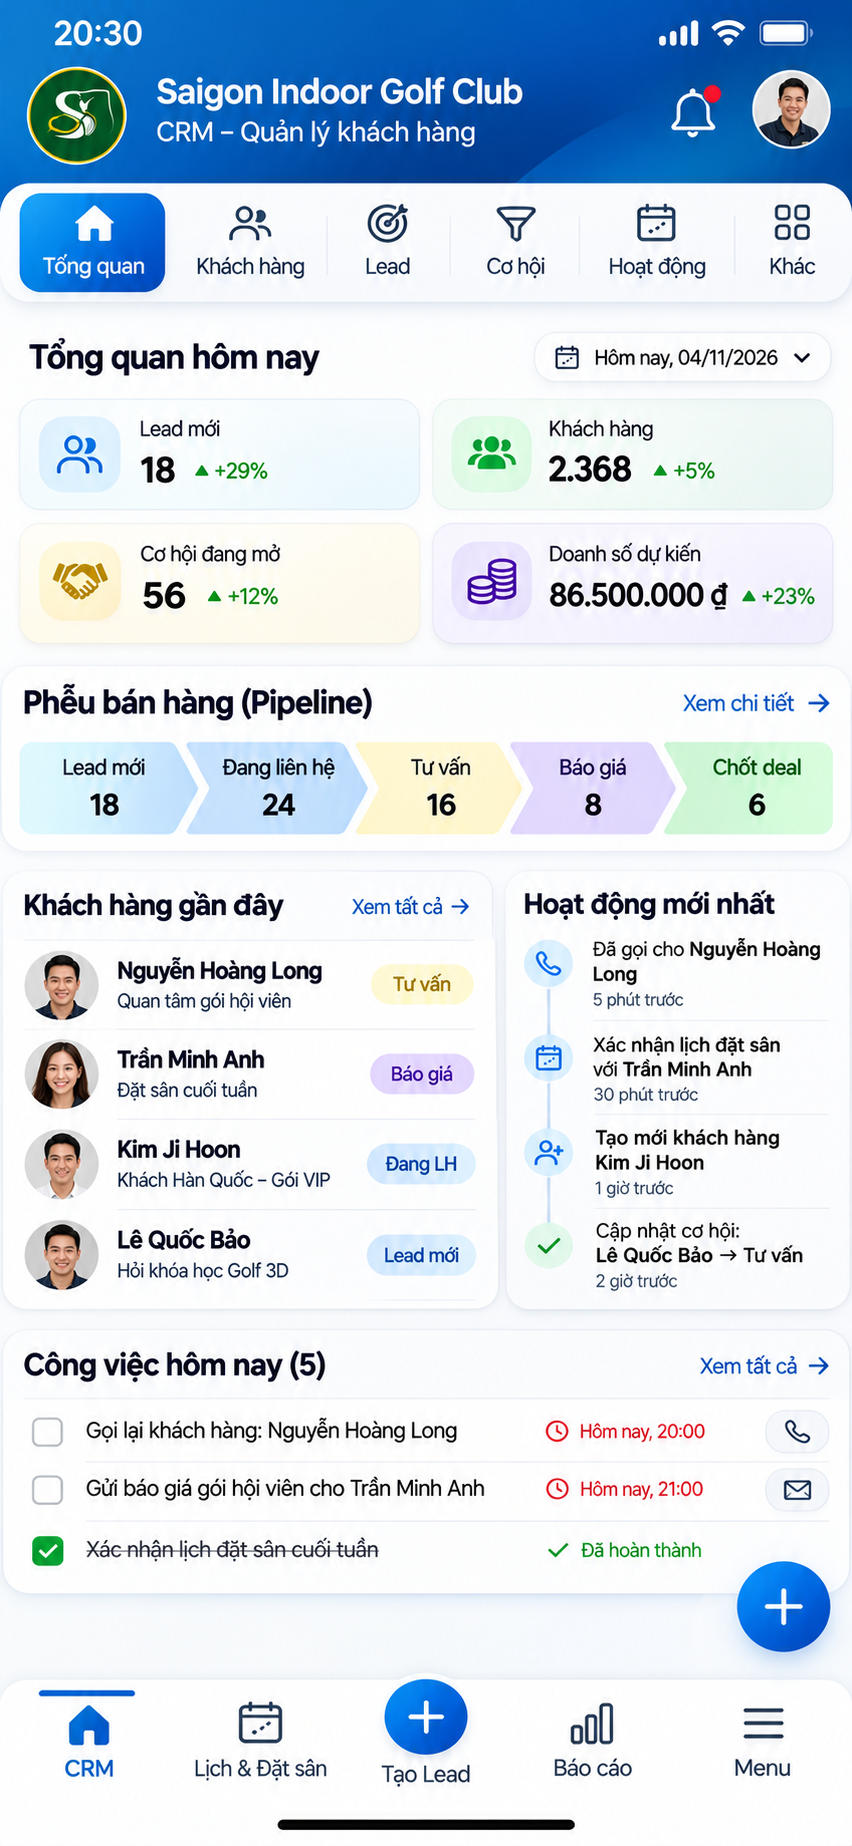 20:30
Saigon Indoor Golf Club
CRM – Quản lý khách hàng
Tống quan
Khách hàng
Lead
Cơ hội
Hoạt động
Khác
Tổng quan hôm nay
Hôm nay, 04/11/2026
Lead mới
18 ▲ +29%
Khách hàng
2.368 ▲ +5%
Cơ hội đang mở
56 ▲ +12%
Doanh số dự kiến
86.500.000 ₫ ▲ +23%
Phễu bán hàng (Pipeline)
Xem chi tiết →
Lead mới
18
Đang liên hệ
24
Tư vấn
16
Báo giá
8
Chốt deal
6
Khách hàng gần đây
Xem tất cả →
Nguyễn Hoàng Long
Quan tâm gói hội viên
Tư vấn
Trần Minh Anh
Đặt sân cuối tuần
Báo giá
Kim Ji Hoon
Khách Hàn Quốc – Gói VIP
Đang LH
Lê Quốc Bảo
Hỏi khóa học Golf 3D
Lead mới
Hoạt động mới nhất
Đã gọi cho Nguyễn Hoàng
Long
5 phút trước
Xác nhận lịch đặt sân
với Trần Minh Anh
30 phút trước
Tạo mới khách hàng
Kim Ji Hoon
1 giờ trước
Cập nhật cơ hội:
Lê Quốc Bảo → Tư vấn
2 giờ trước
Công việc hôm nay (5)
Xem tất cả →
Gọi lại khách hàng: Nguyễn Hoàng Long
Hôm nay, 20:00
Gửi báo giá gói hội viên cho Trần Minh Anh
Hôm nay, 21:00
Xác nhận lịch đặt sân cuối tuần
Đã hoàn thành
CRM
Lịch & Đặt sân
Tạo Lead
Báo cáo
Menu